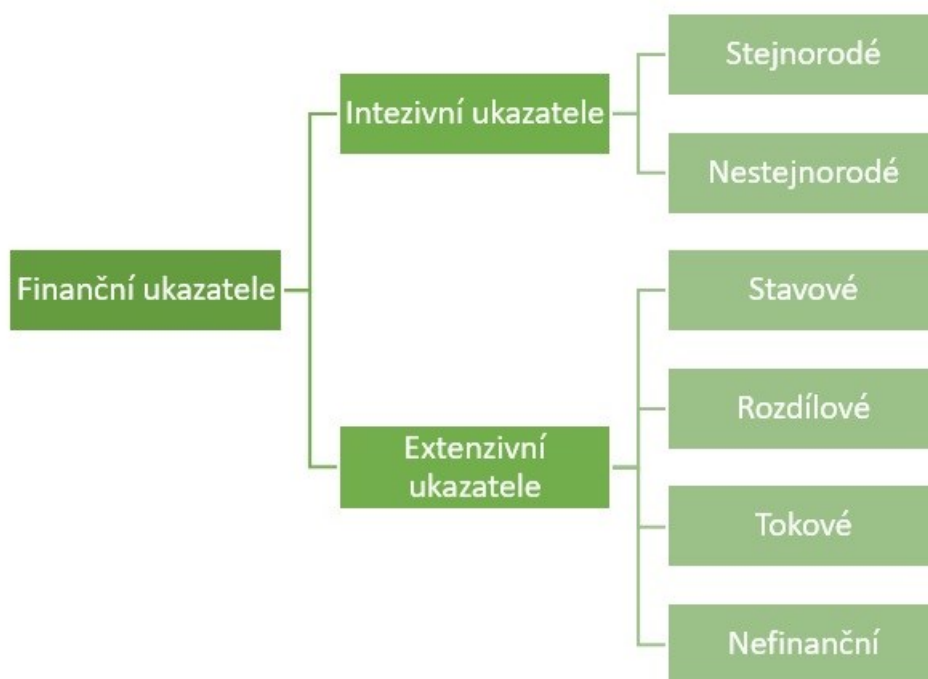 Finanční ukazatele
Intezivní ukazatele
Stejnorodé
Nestejnorodé
Extenzivní
ukazatele
Stavové
Rozdílové
Tokové
Nefinanční